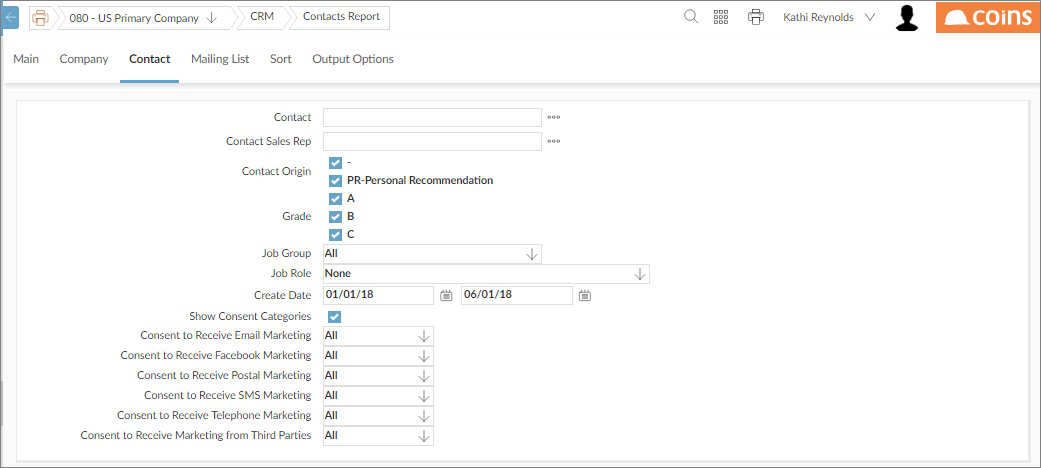 080 - US Primary Company
CRM
Contacts Report
Kathi Reynolds
coins
Main
Company
Contact
Mailing List
Sort
Output Options
Contact
Contact Sales Rep
Contact Origin
-
PR-Personal Recommendation
Grade
A
B
C
Job Group All
Job Role None
Create Date 01/01/18 06/01/18
Show Consent Categories
Consent to Receive Email Marketing All
Consent to Receive Facebook Marketing All
Consent to Receive Postal Marketing All
Consent to Receive SMS Marketing All
Consent to Receive Telephone Marketing All
Consent to Receive Marketing from Third Parties All